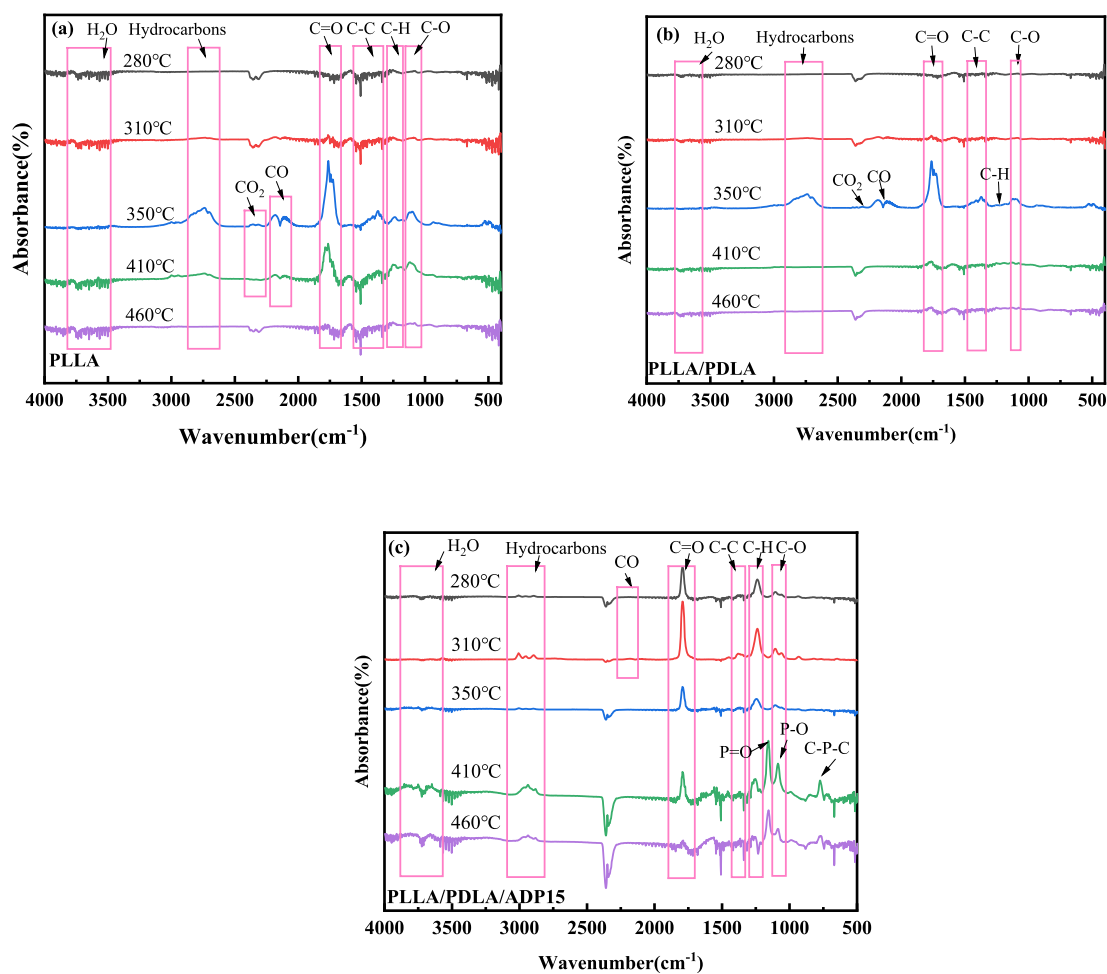 (a)
H₂O Hydrocarbons C=O C-C C-H C-O
280℃
310℃
CO₂ CO
350℃
410℃
460℃
PLLA
4000 3500 3000 2500 2000 1500 1000 500
Wavenumber(cm⁻¹)
Absorbance(%)
(b)
H₂O Hydrocarbons C=O C-C C-O
280℃
310℃
CO₂ CO C-H
350℃
410℃
460℃
PLLA/PDLA
4000 3500 3000 2500 2000 1500 1000 500
Wavenumber(cm⁻¹)
Absorbance(%)
(c)
H₂O Hydrocarbons CO C=O C-C C-H C-O
280℃
310℃
350℃
P=O P-O C-P-C
410℃
460℃
PLLA/PDLA/ADP15
4000 3500 3000 2500 2000 1500 1000 500
Wavenumber(cm⁻¹)
Absorbance(%)